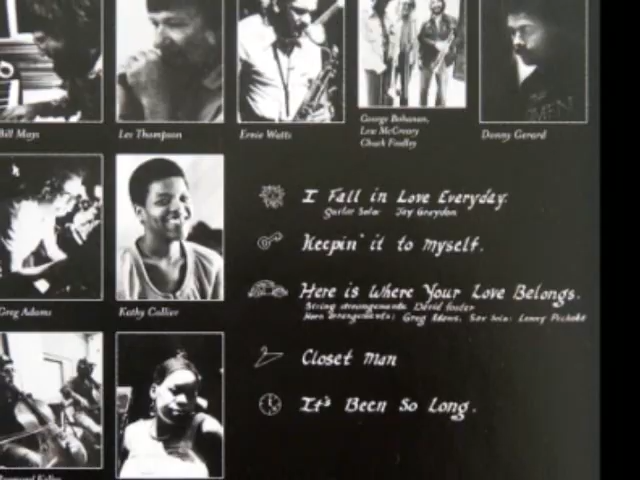 Bill Mays
Les Thompson
Ernie Watts
George Bohanon,
Lew McCreary
Chuck Findley
Donny Gerard
I Fall in Love Everyday.
Guitar Solo: Jay Graydon
Keepin' it to myself.
Greg Adams
Kathy Collier
Here is Where Your Love Belongs.
String arrangements: David Foster
Horn arrangements: Greg Adams. Sax Solo: Lenny Pickett
Closet Man
It's Been So Long.